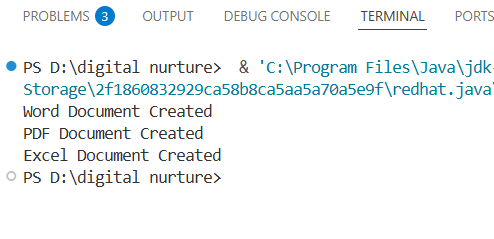 PROBLEMS 3 OUTPUT DEBUG CONSOLE TERMINAL PORTS
PS D:\digital nurture> & 'C:\Program Files\Java\jdk-
Storage\2f1860832929ca58b8ca5aa5a70a5e9f\redhat.java\
Word Document Created
PDF Document Created
Excel Document Created
PS D:\digital nurture>